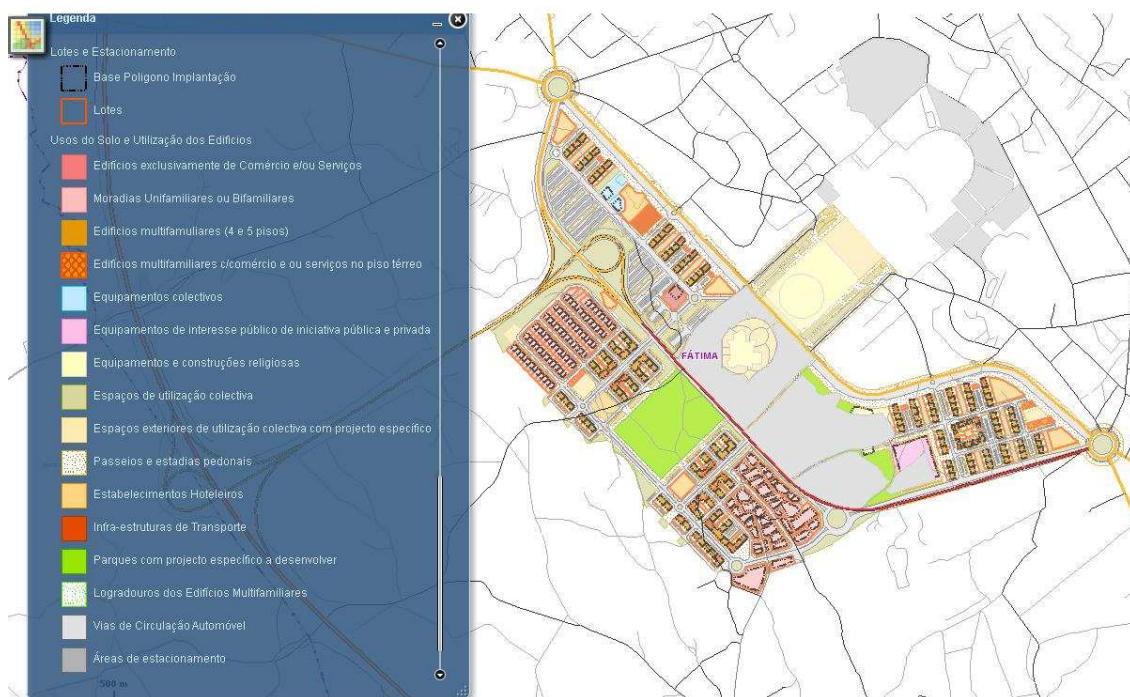 Legenda
Lotes e Estacionamento
Base Poligono Implantação
Lotes
Usos do Solo e Utilização dos Edificios
Edifícios exclusivamente de Comércio e/ou Serviços
Moradias Unifamiliares ou Bifamiliares
Edificios multifamuliares (4 e 5 pisos)
Edifícios multifamiliares c/comércio e ou serviços no piso térreo
Equipamentos colectivos
Equipamentos de interesse público de iniciativa pública e privada
Equipamentos e construções religiosas
Espaços de utilização colectiva
Espaços exteriores de utilização colectiva com projecto específico
Passeios e estadias pedonais
Estabelecimentos Hoteleiros
Infra-estruturas de Transporte
Parques com projecto específico a desenvolver
Logradouros dos Edifícios Multifamiliares
Vias de Circulação Automóvel
Áreas de estacionamento
500 m
FÁTIMA